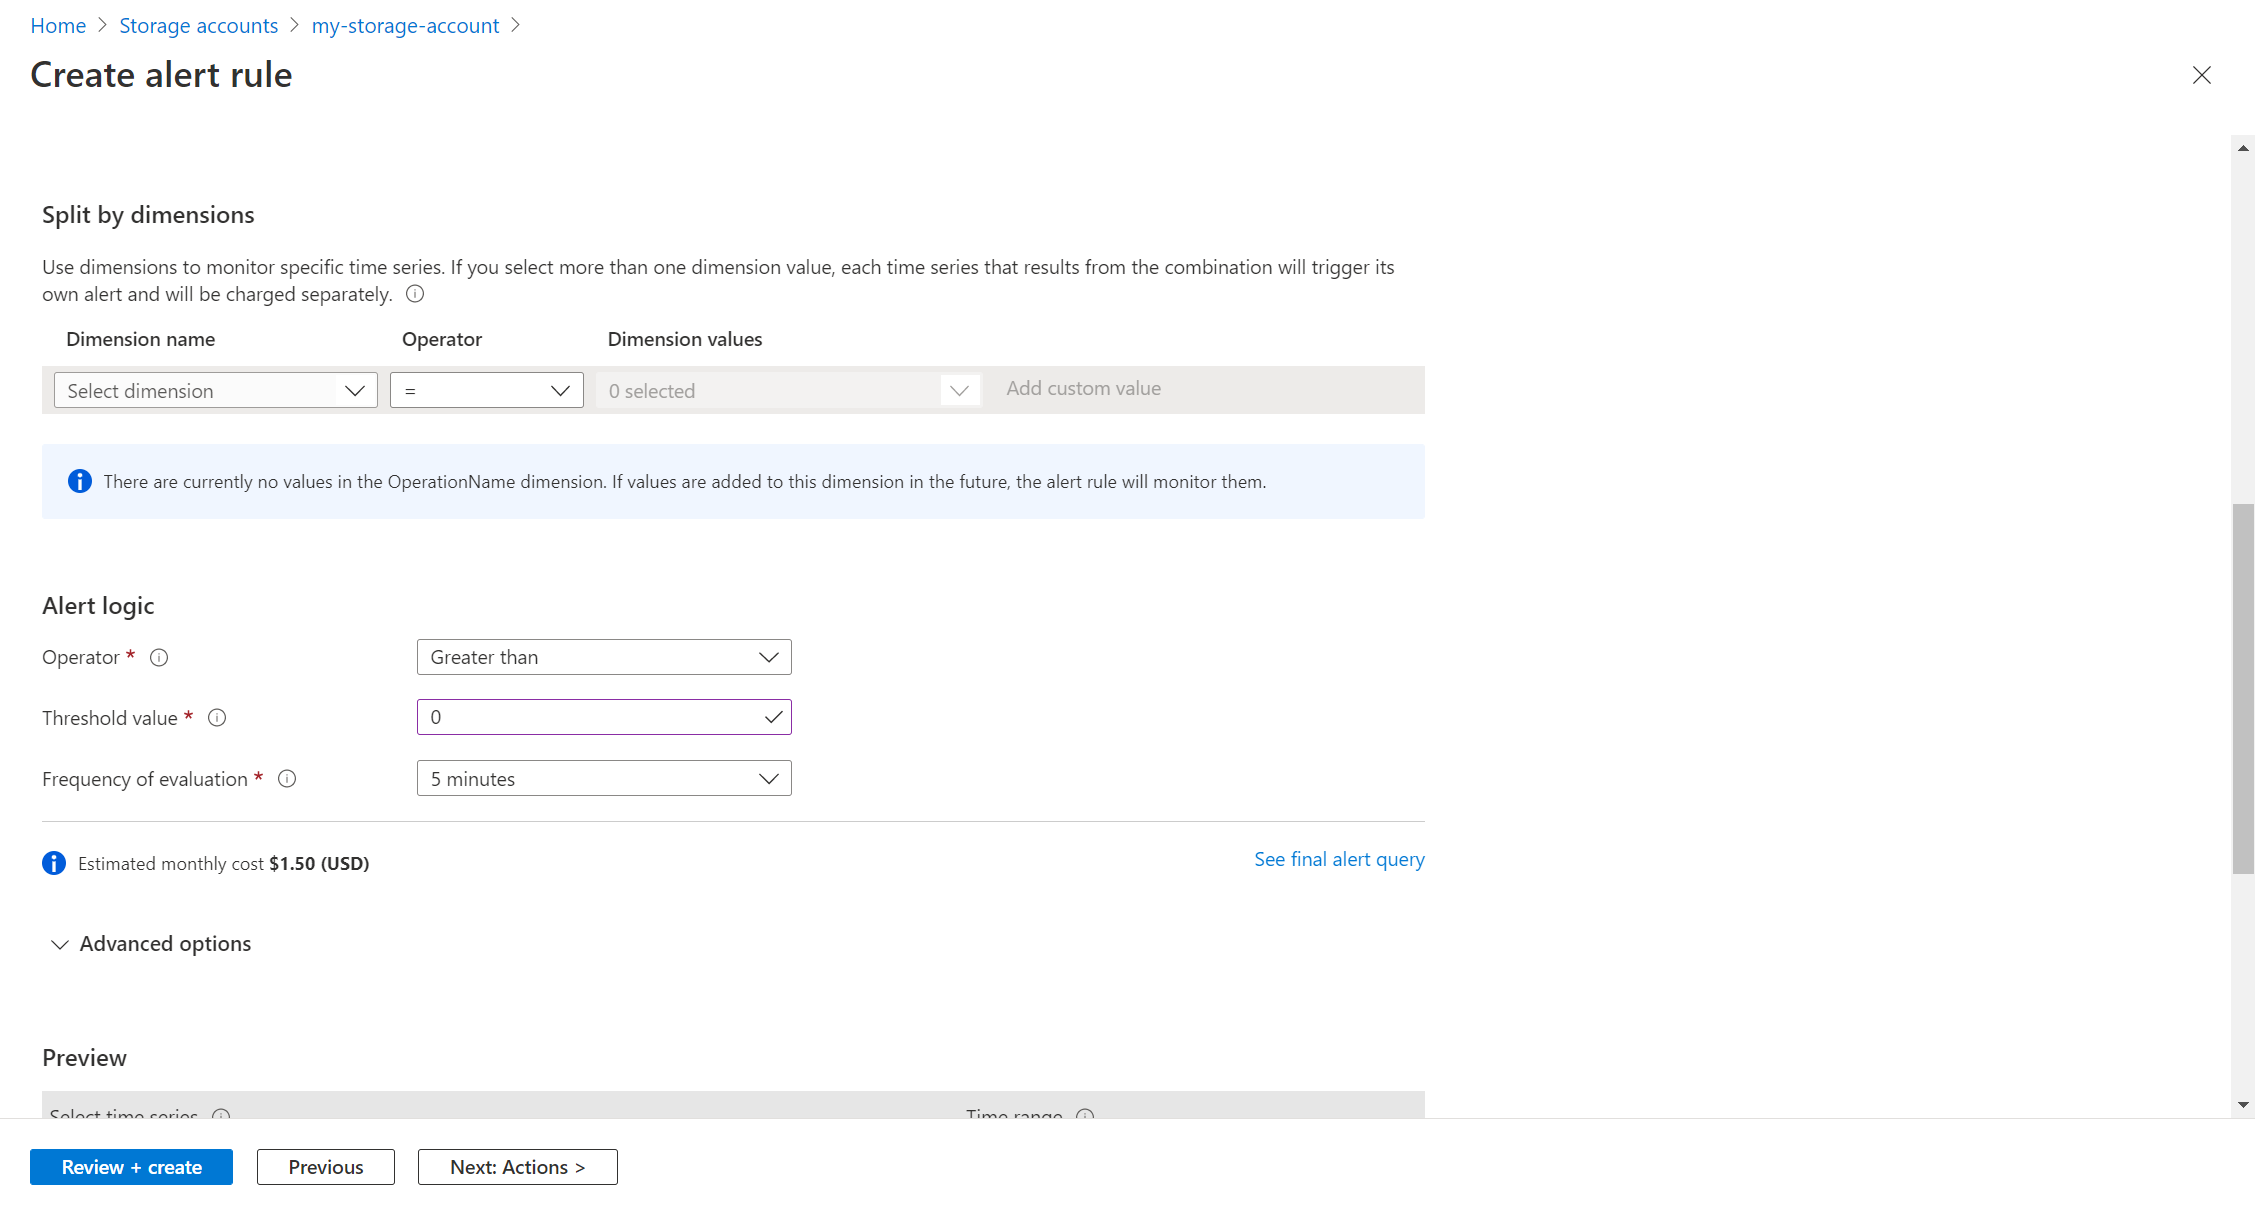 Home > Storage accounts > my-storage-account >
Create alert rule
Split by dimensions
Use dimensions to monitor specific time series. If you select more than one dimension value, each time series that results from the combination will trigger its
own alert and will be charged separately.
Dimension name Operator Dimension values
Select dimension = 0 selected Add custom value
There are currently no values in the OperationName dimension. If values are added to this dimension in the future, the alert rule will monitor them.
Alert logic
Operator * Greater than
Threshold value * 0
Frequency of evaluation * 5 minutes
Estimated monthly cost $1.50 (USD) See final alert query
Advanced options
Preview
Select time series Time range
Review + create Previous Next: Actions >